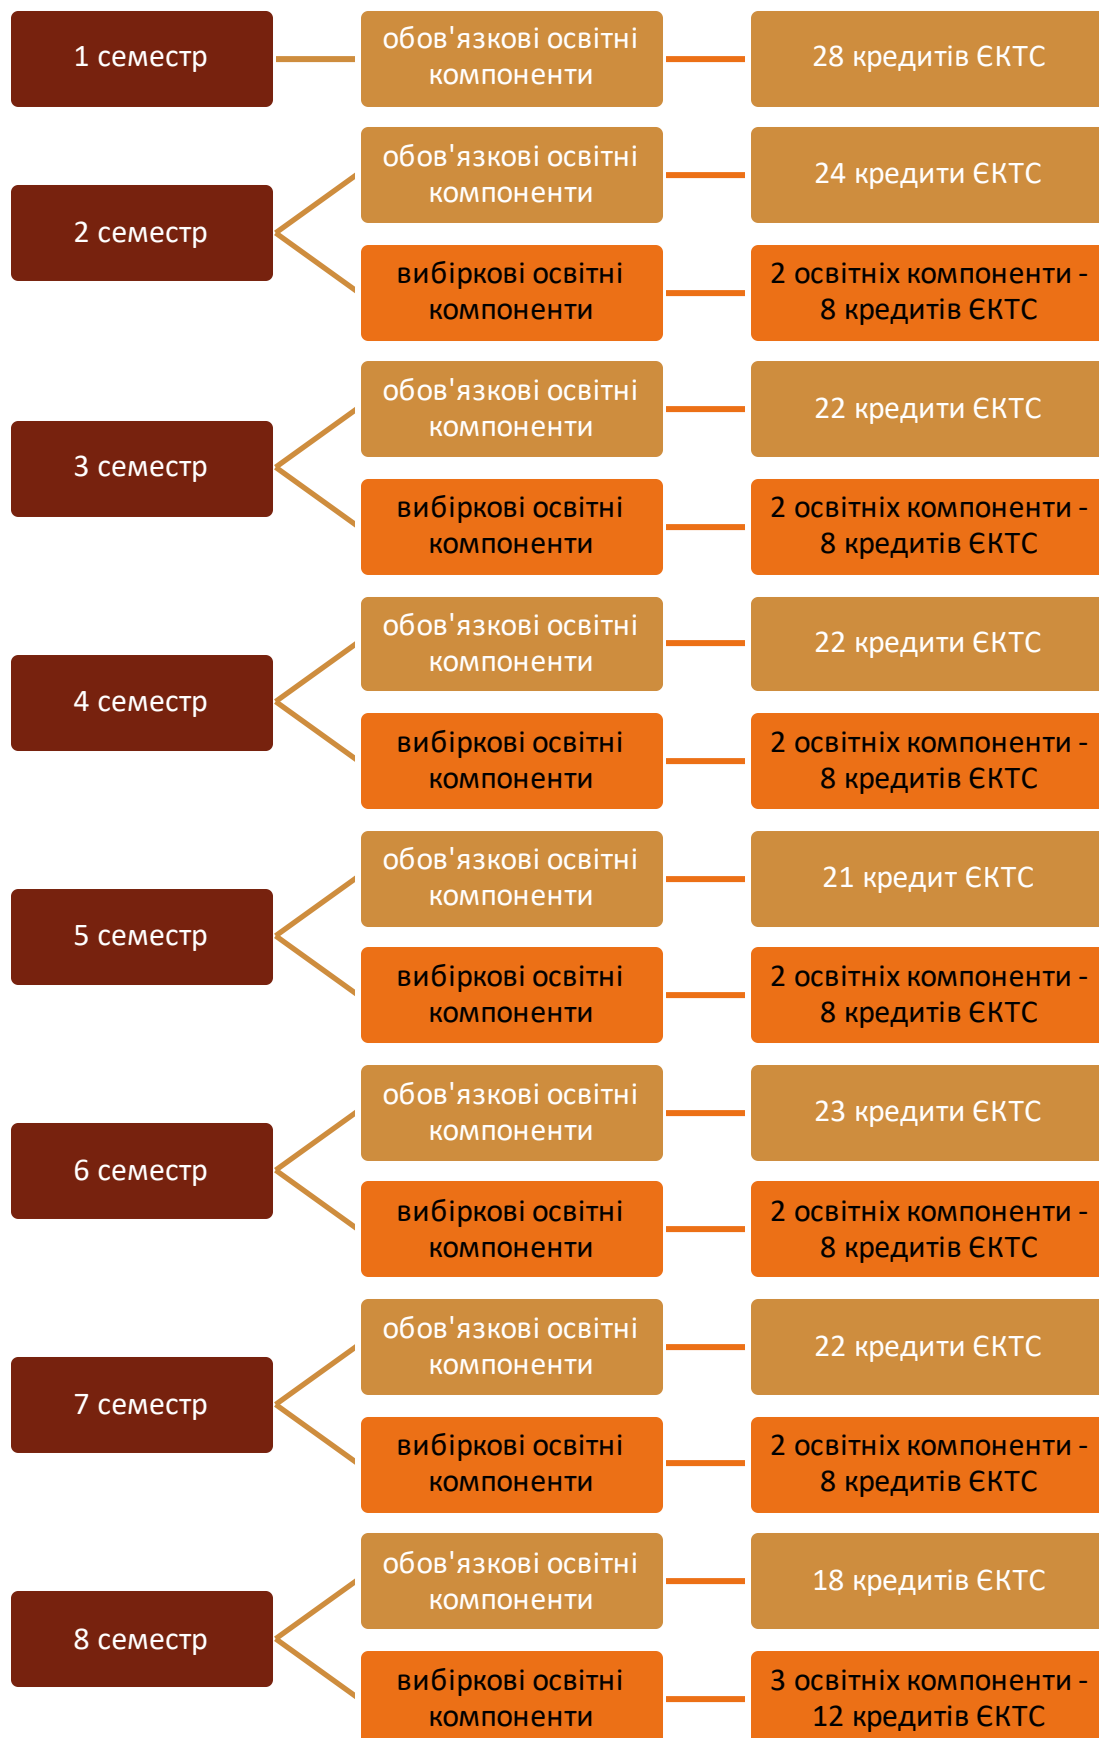 1 семестр
обов'язкові освітні
компоненти
28 кредитів ЄКТС
2 семестр
обов'язкові освітні
компоненти
24 кредити ЄКТС
вибіркові освітні
компоненти
2 освітніх компоненти -
8 кредитів ЄКТС
3 семестр
обов'язкові освітні
компоненти
22 кредити ЄКТС
вибіркові освітні
компоненти
2 освітніх компоненти -
8 кредитів ЄКТС
4 семестр
обов'язкові освітні
компоненти
22 кредити ЄКТС
вибіркові освітні
компоненти
2 освітніх компоненти -
8 кредитів ЄКТС
5 семестр
обов'язкові освітні
компоненти
21 кредит ЄКТС
вибіркові освітні
компоненти
2 освітніх компоненти -
8 кредитів ЄКТС
6 семестр
обов'язкові освітні
компоненти
23 кредити ЄКТС
вибіркові освітні
компоненти
2 освітніх компоненти -
8 кредитів ЄКТС
7 семестр
обов'язкові освітні
компоненти
22 кредити ЄКТС
вибіркові освітні
компоненти
2 освітніх компоненти -
8 кредитів ЄКТС
8 семестр
обов'язкові освітні
компоненти
18 кредитів ЄКТС
вибіркові освітні
компоненти
3 освітніх компоненти -
12 кредитів ЄКТС